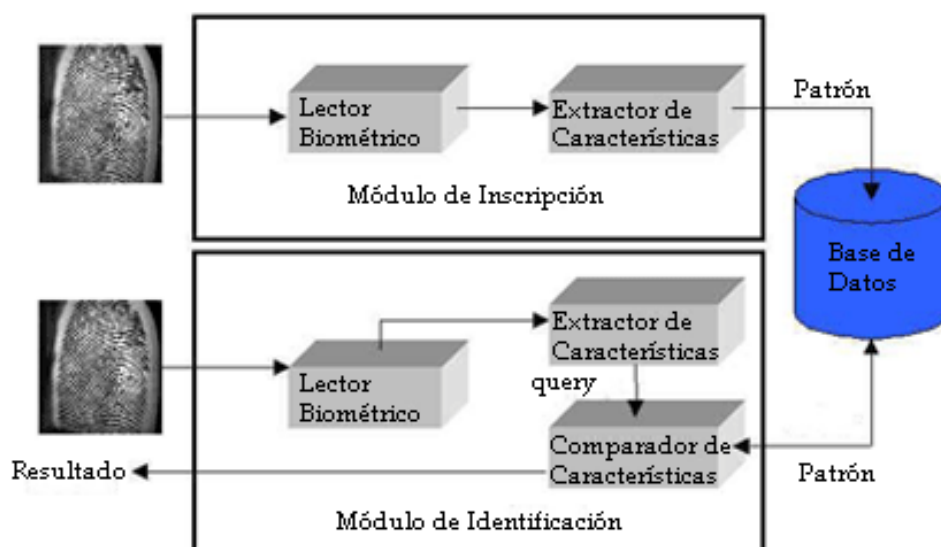 Lector
Biométrico
Extractor de
Características
Patrón
Módulo de Inscripción
Base de
Datos
Extractor de
Características
query
Lector
Biométrico
Comparador de
Características
Resultado
Patrón
Módulo de Identificación